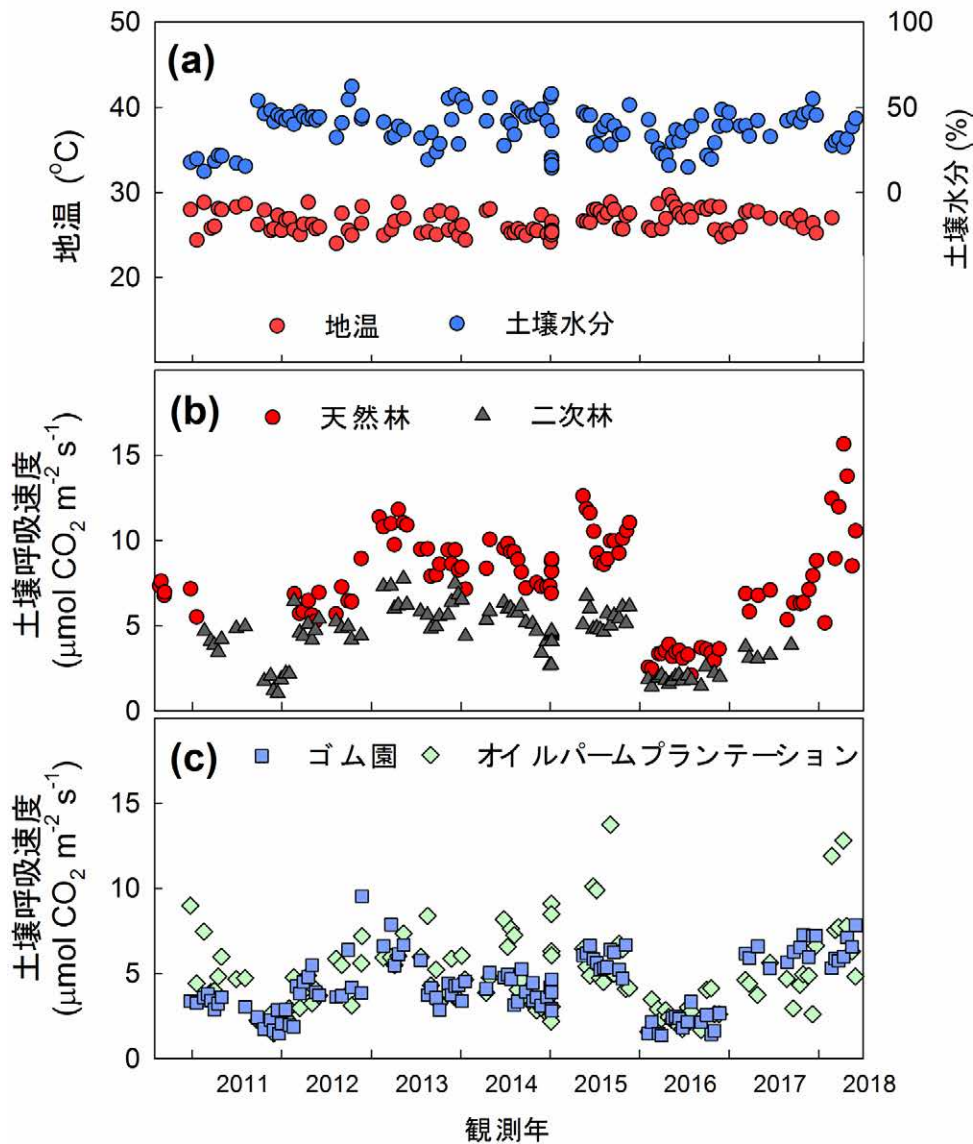 50
100
(a)
40
50
地温 (°C)
土壌水分 (%)
30
0
20
地温
土壌水分
(b)
天然林
二次林
土壌呼吸速度
(μmol CO2 m-2 s-1)
15
10
5
0
(c)
ゴム園
オイルパームプランテーション
土壌呼吸速度
(μmol CO2 m-2 s-1)
15
10
5
0
2011 2012 2013 2014 2015 2016 2017 2018
観測年